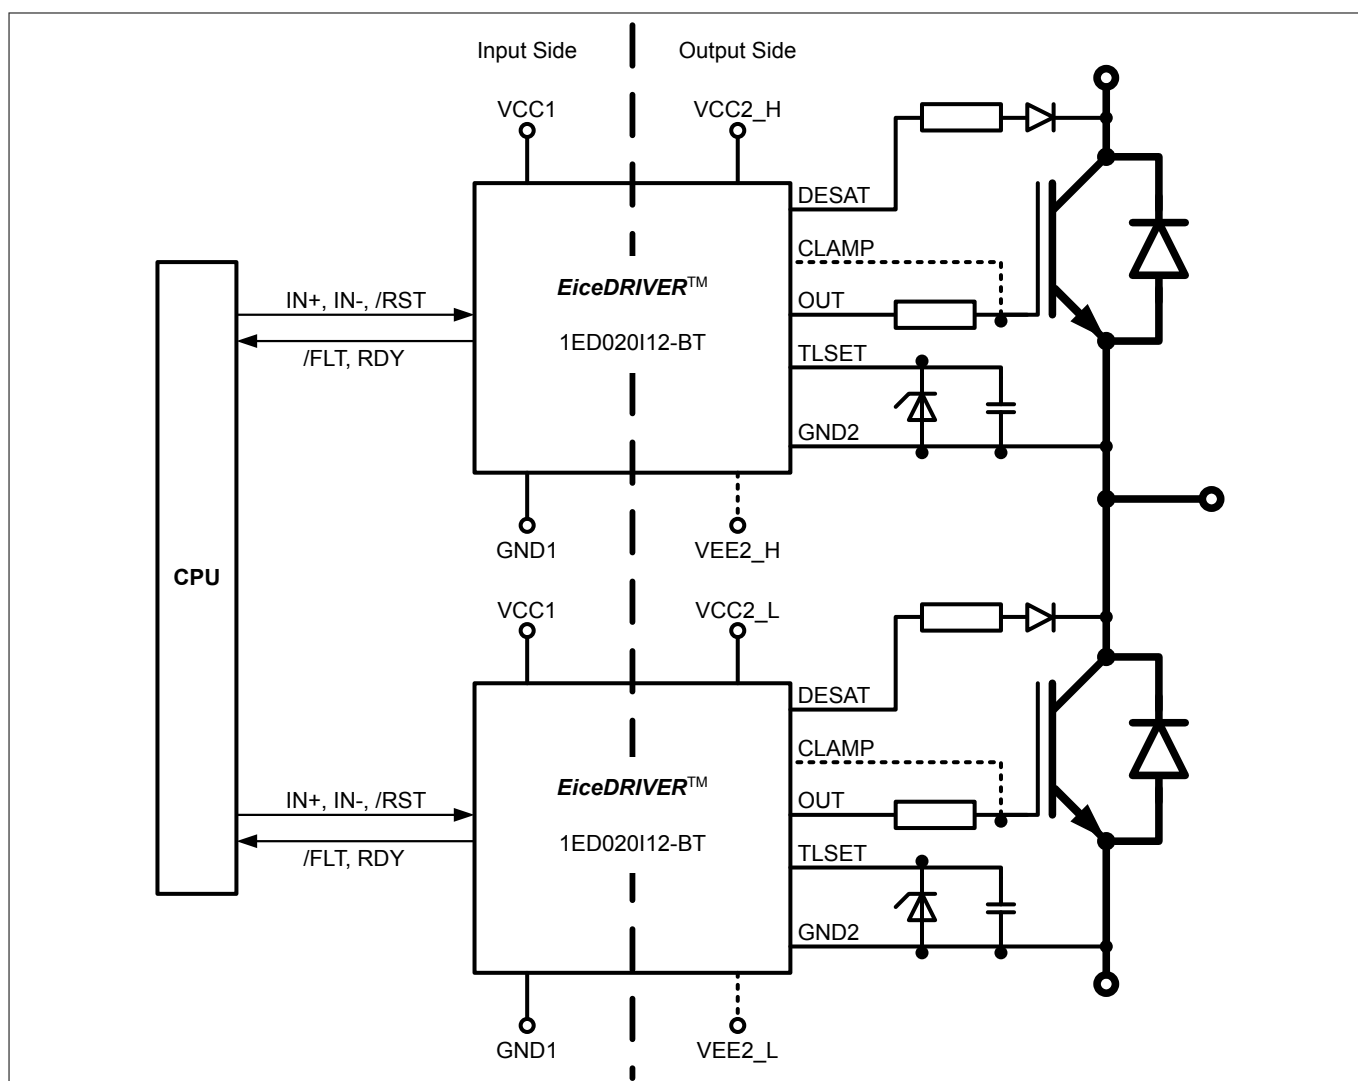 Input Side
Output Side
VCC1
VCC2_H
DESAT
CLAMP
EiceDRIVER™
IN+, IN-, /RST
OUT
1ED020I12-BT
/FLT, RDY
TLSET
GND2
GND1
VEE2_H
CPU
VCC1
VCC2_L
DESAT
CLAMP
EiceDRIVER™
IN+, IN-, /RST
OUT
1ED020I12-BT
/FLT, RDY
TLSET
GND2
GND1
VEE2_L